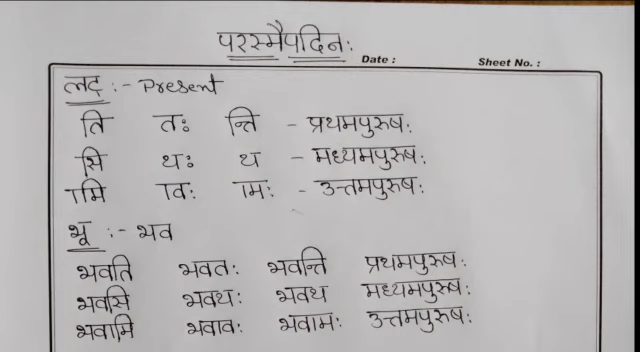 परस्मैपदिन:
Date : Sheet No. :
लट् :- Present
ति तः न्ति - प्रथमपुरुष:
सि थः थ - मध्यमपुरुष:
ामि ाव: ाम: - उत्तमपुरुष:
भू :- भव
भवति भवत: भवन्ति प्रथमपुरुष:
भवसि भवथ: भवथ मध्यमपुरुष:
भवामि भवाव: भवाम: उत्तमपुरुष: